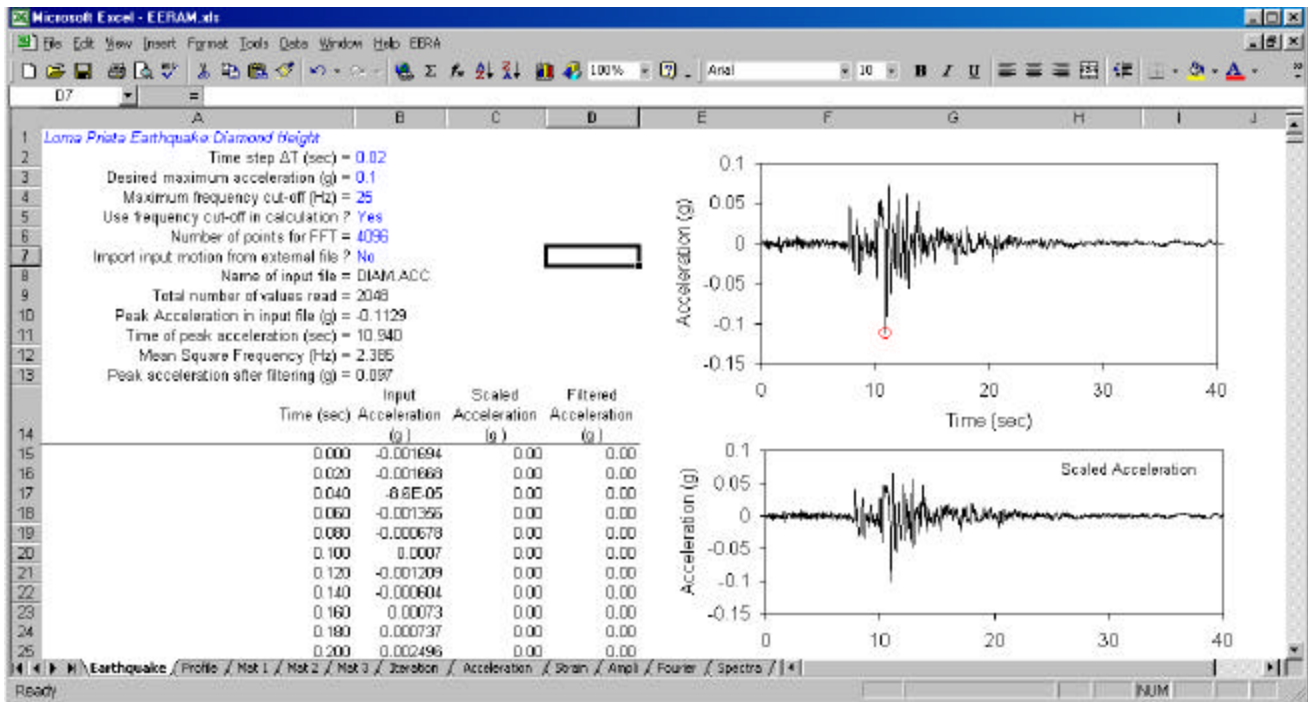 Microsoft Excel - EERAM.xls
File Edit View Insert Format Tools Data Window Help EERA
100% Arial 10 B I U
D7 =
A B C D E F G H I J
1 Loma Prieta Earthquake: Diamond Height
2 Time step ΔT (sec) = 0.02
3 Desired maximum acceleration (g) = 0.1
4 Maximum frequency cut-off (Hz) = 25
5 Use frequency cut-off in calculation ? Yes
6 Number of points for FFT = 4096
7 Import input motion from external file ? No
8 Name of input file = DIAM.ACC
9 Total number of values read = 2048
10 Peak Acceleration in input file (g) = -0.1129
11 Time of peak acceleration (sec) = 10.940
12 Mean Square Frequency (Hz) = 2.385
13 Peak acceleration after filtering (g) = 0.097
Input Scaled Filtered
Time (sec) Acceleration Acceleration Acceleration
14 (g) (g) (g)
15 0.000 -0.001694 0.00 0.00
16 0.020 -0.001668 0.00 0.00
17 0.040 0.00 0.00
18 0.060 -0.001356 0.00 0.00
19 0.080 -0.000678 0.00 0.00
20 0.100 0.0007 0.00 0.00
21 0.120 -0.001209 0.00 0.00
22 0.140 -0.000604 0.00 0.00
23 0.160 0.00073 0.00 0.00
24 0.180 0.000737 0.00 0.00
25 0.200 0.002496 0.00 0.00
0.1
0.05
0
-0.05
-0.1
-0.15
Acceleration (g)
0 10 20 30 40
Time (sec)
0.1
0.05
0
-0.05
-0.1
-0.15
Acceleration (g)
Scaled Acceleration
0 10 20 30 40
Earthquake / Profile / Mat 1 / Mat 2 / Mat 3 / Iteration / Acceleration / Strain / Ampli / Fourier / Spectra /
Ready NUM